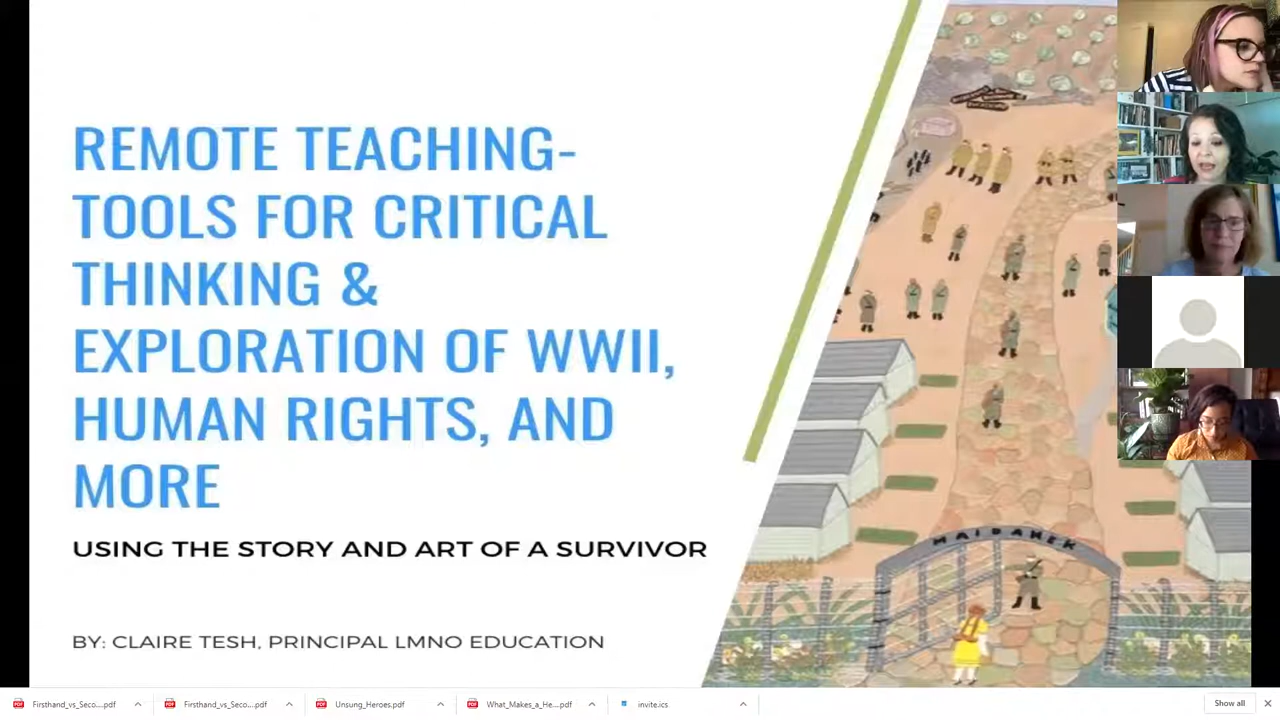 REMOTE TEACHING-
TOOLS FOR CRITICAL
THINKING &
EXPLORATION OF WWII,
HUMAN RIGHTS, AND
MORE
USING THE STORY AND ART OF A SURVIVOR
BY: CLAIRE TESH, PRINCIPAL LMNO EDUCATION
MAIDANEK
Firsthand_vs_Seco....pdf
Firsthand_vs_Seco....pdf
Unsung_Heroes.pdf
What_Makes_a_He....pdf
invite.ics
Show all